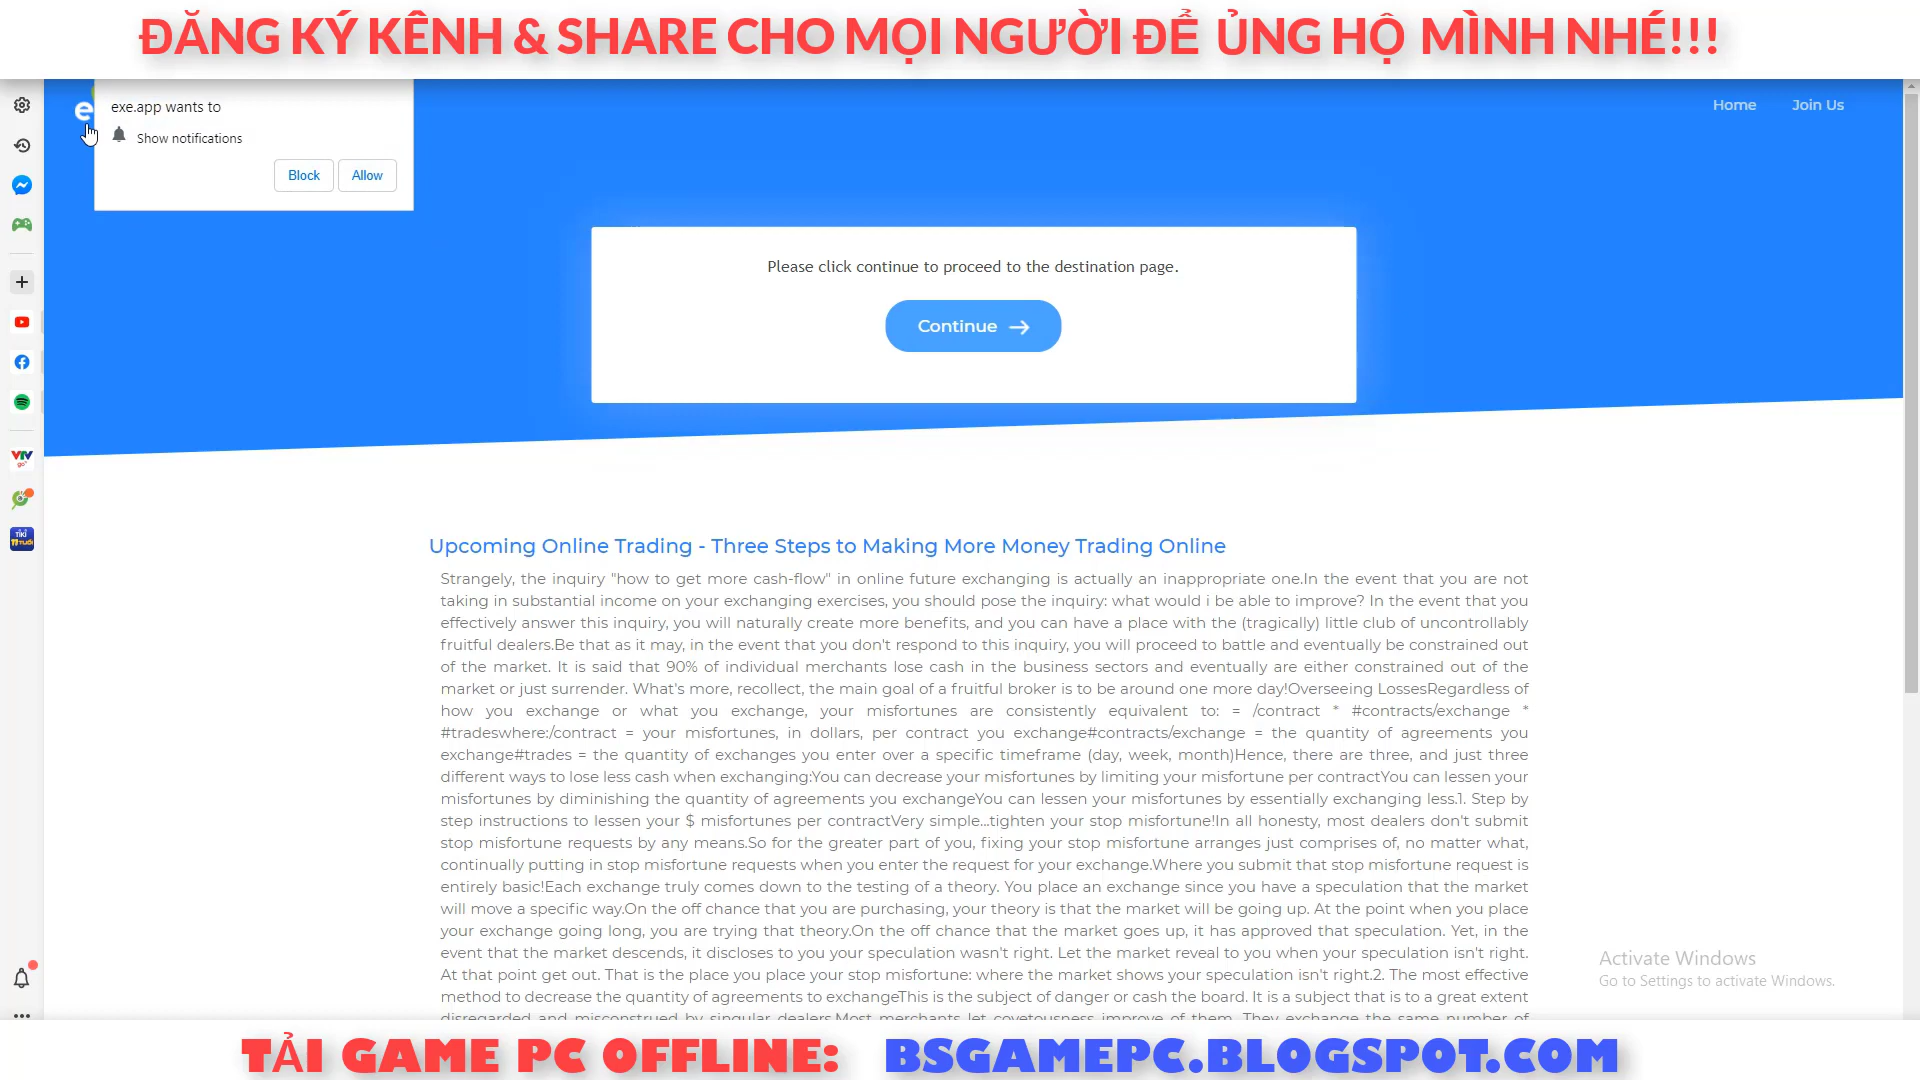 ĐĂNG KÝ KÊNH & SHARE CHO MỌI NGƯỜI ĐỂ ỦNG HỘ MÌNH NHÉ!!!
e
exe.app wants to
Show notifications
Block
Allow
Home
Join Us
Please click continue to proceed to the destination page.
Continue
Upcoming Online Trading - Three Steps to Making More Money Trading Online
Strangely, the inquiry "how to get more cash-flow" in online future exchanging is actually an inappropriate one.In the event that you are not
taking in substantial income on your exchanging exercises, you should pose the inquiry: what would i be able to improve? In the event that you
effectively answer this inquiry, you will naturally create more benefits, and you can have a place with the (tragically) little club of uncontrollably
fruitful dealers.Be that as it may, in the event that you don't respond to this inquiry, you will proceed to battle and eventually be constrained out
of the market. It is said that 90% of individual merchants lose cash in the business sectors and eventually are either constrained out of the
market or just surrender. What's more, recollect, the main goal of a fruitful broker is to be around one more day!Overseeing LossesRegardless of
how you exchange or what you exchange, your misfortunes are consistently equivalent to: = /contract * #contracts/exchange *
#tradeswhere:/contract = your misfortunes, in dollars, per contract you exchange#contracts/exchange = the quantity of agreements you
exchange#trades = the quantity of exchanges you enter over a specific timeframe (day, week, month)Hence, there are three, and just three
different ways to lose less cash when exchanging:You can decrease your misfortunes by limiting your misfortune per contractYou can lessen your
misfortunes by diminishing the quantity of agreements you exchangeYou can lessen your misfortunes by essentially exchanging less.1. Step by
step instructions to lessen your $ misfortunes per contractVery simple...tighten your stop misfortune!In all honesty, most dealers don't submit
stop misfortune requests by any means.So for the greater part of you, fixing your stop misfortune arranges just comprises of, no matter what,
continually putting in stop misfortune requests when you enter the request for your exchange.Where you submit that stop misfortune request is
entirely basic!Each exchange truly comes down to the testing of a theory. You place an exchange since you have a speculation that the market
will move a specific way.On the off chance that you are purchasing, your theory is that the market will be going up. At the point when you place
your exchange going long, you are trying that theory.On the off chance that the market goes up, it has approved that speculation. Yet, in the
event that the market descends, it discloses to you your speculation wasn't right. Let the market reveal to you when your speculation isn't right.
At that point get out. That is the place you place your stop misfortune: where the market shows your speculation isn't right.2. The most effective
method to decrease the quantity of agreements to exchangeThis is the subject of danger or cash the board. It is a subject that is to a great extent
disregarded and misconstrued by singular dealers.Most merchants let covetousness improve of them. They exchange the same number of
VTV
go
TIKI
11 TUỔI
Activate Windows
Go to Settings to activate Windows.
TẢI GAME PC OFFLINE: BSGAMEPC.BLOGSPOT.COM